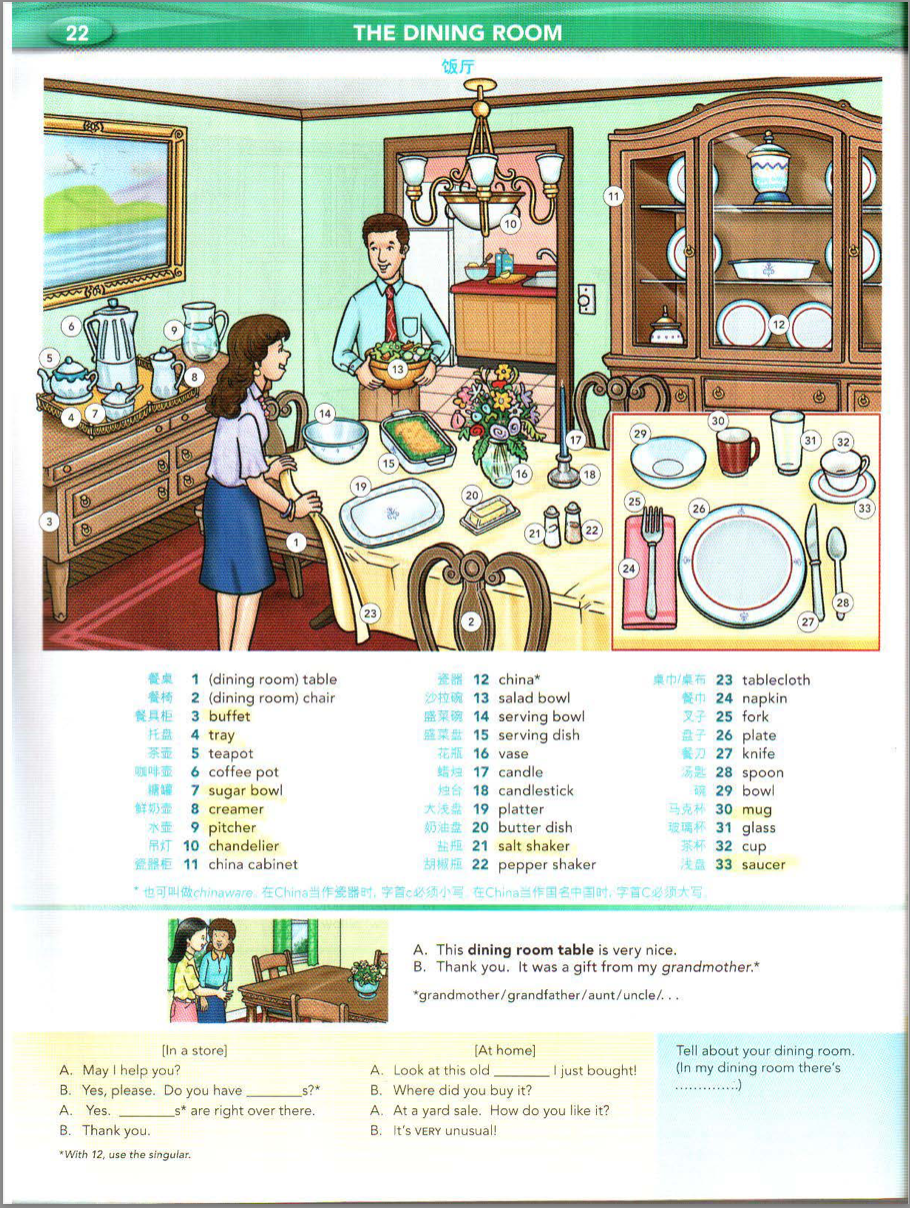 22
THE DINING ROOM
饭厅
餐桌 1 (dining room) table
餐椅 2 (dining room) chair
餐具柜 3 buffet
托盘 4 tray
茶壶 5 teapot
咖啡壶 6 coffee pot
糖罐 7 sugar bowl
鲜奶壶 8 creamer
水壶 9 pitcher
吊灯 10 chandelier
瓷器柜 11 china cabinet
瓷器 12 china*
沙拉碗 13 salad bowl
盛菜碗 14 serving bowl
盛菜盘 15 serving dish
花瓶 16 vase
蜡烛 17 candle
烛台 18 candlestick
大浅盘 19 platter
奶油盘 20 butter dish
盐瓶 21 salt shaker
胡椒瓶 22 pepper shaker
桌巾/桌布 23 tablecloth
餐巾 24 napkin
叉子 25 fork
盘子 26 plate
餐刀 27 knife
汤匙 28 spoon
碗 29 bowl
马克杯 30 mug
玻璃杯 31 glass
茶杯 32 cup
浅盘 33 saucer
* 也可叫做chinaware. 在China当作瓷器时, 字首c必须小写. 在China当作国名中国时, 字首C必须大写.
A. This dining room table is very nice.
B. Thank you. It was a gift from my grandmother.*
*grandmother/grandfather/aunt/uncle/. . .
[In a store]
A. May I help you?
B. Yes, please. Do you have _______s?*
A. Yes. _______s* are right over there.
B. Thank you.
*With 12, use the singular.
[At home]
A. Look at this old _______ I just bought!
B. Where did you buy it?
A. At a yard sale. How do you like it?
B. It's VERY unusual!
Tell about your dining room.
(In my dining room there's
..............)